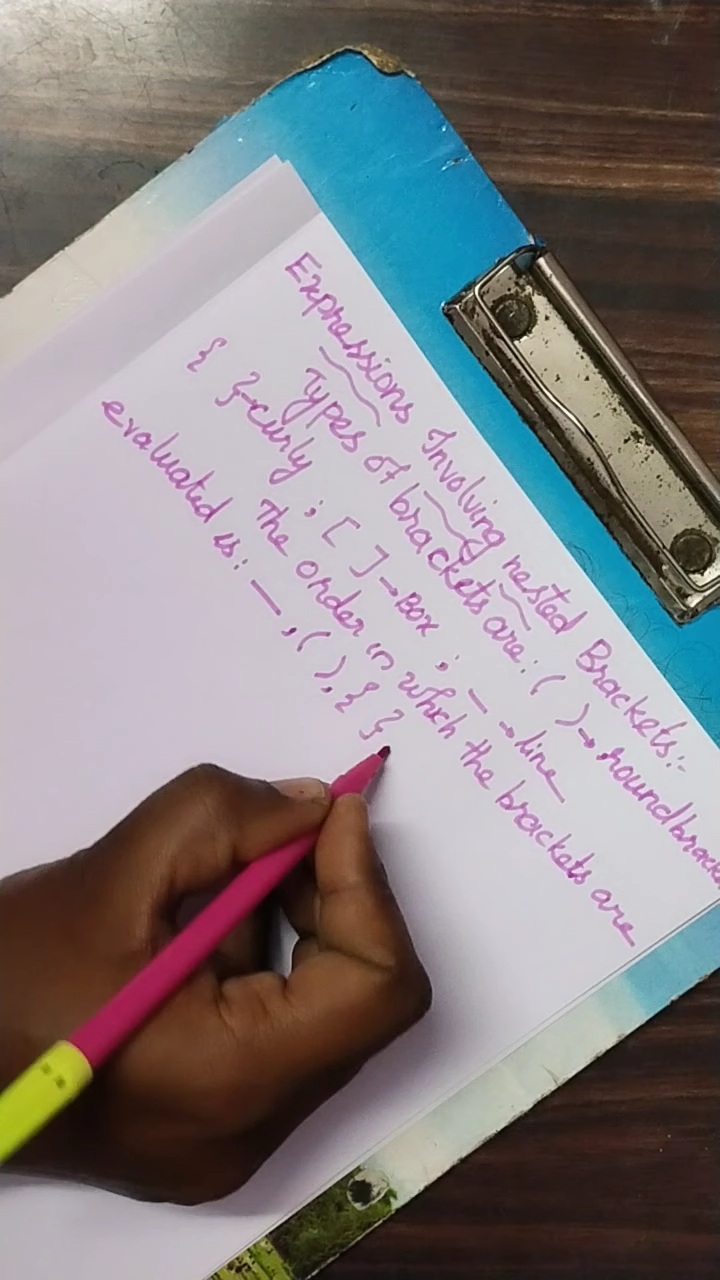 Expressions Involving nested Brackets:-
Types of brackets are: ( ) → round brack
{ } → curly ; [ ] → Box ; — → line
The order in which the brackets are
evaluated is: — , ( ), { }